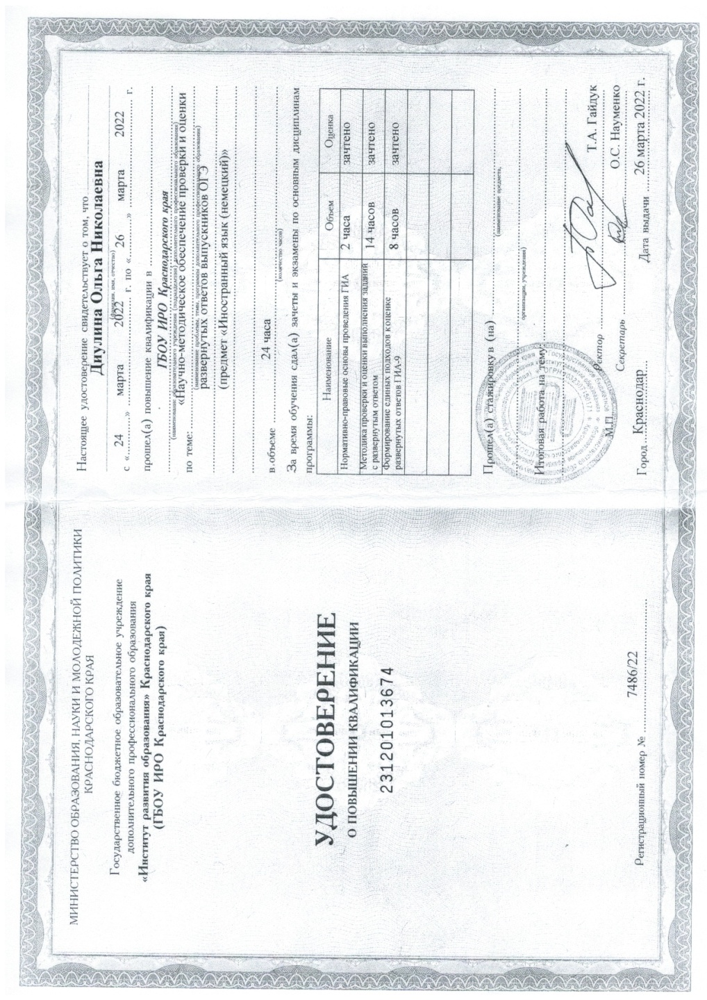 МИНИСТЕРСТВО ОБРАЗОВАНИЯ, НАУКИ И МОЛОДЕЖНОЙ ПОЛИТИКИ
КРАСНОДАРСКОГО КРАЯ
Государственное бюджетное образовательное учреждение
дополнительного профессионального образования
«Институт развития образования» Краснодарского края
(ГБОУ ИРО Краснодарского края)
УДОСТОВЕРЕНИЕ
О ПОВЫШЕНИИ КВАЛИФИКАЦИИ
231201013674
Регистрационный номер № 7486/22
Настоящее удостоверение свидетельствует о том, что
Диулина Ольга Николаевна
(фамилия, имя, отчество)
с «24» марта 2022 г. по «26» марта 2022 г.
прошел(а) повышение квалификации в
ГБОУ ИРО Краснодарского края
(наименование образовательного учреждения (подразделения) дополнительного профессионального образования)
по теме: «Научно-методическое обеспечение проверки и оценки
(наименование проблемы, темы, программы дополнительного профессионального образования)
развернутых ответов выпускников ОГЭ
(предмет «Иностранный язык (немецкий)»
в объеме 24 часа
(количество часов)
За время обучения сдал(а) зачеты и экзамены по основным дисциплинам
программы:
Наименование Объем Оценка
Нормативно-правовые основы проведения ГИА 2 часа зачтено
Методика проверки и оценки выполнения заданий с развернутым ответом 14 часов зачтено
Формирование единых подходов к оценке развернутых ответов ГИА-9 8 часов зачтено
Прошел(а) стажировку в (на)
(наименование предмета,
организации, учреждения)
Итоговая работа на тему:
М.П.
Ректор Т.А. Гайдук
Секретарь О.С. Науменко
Город Краснодар Дата выдачи 26 марта 2022 г.